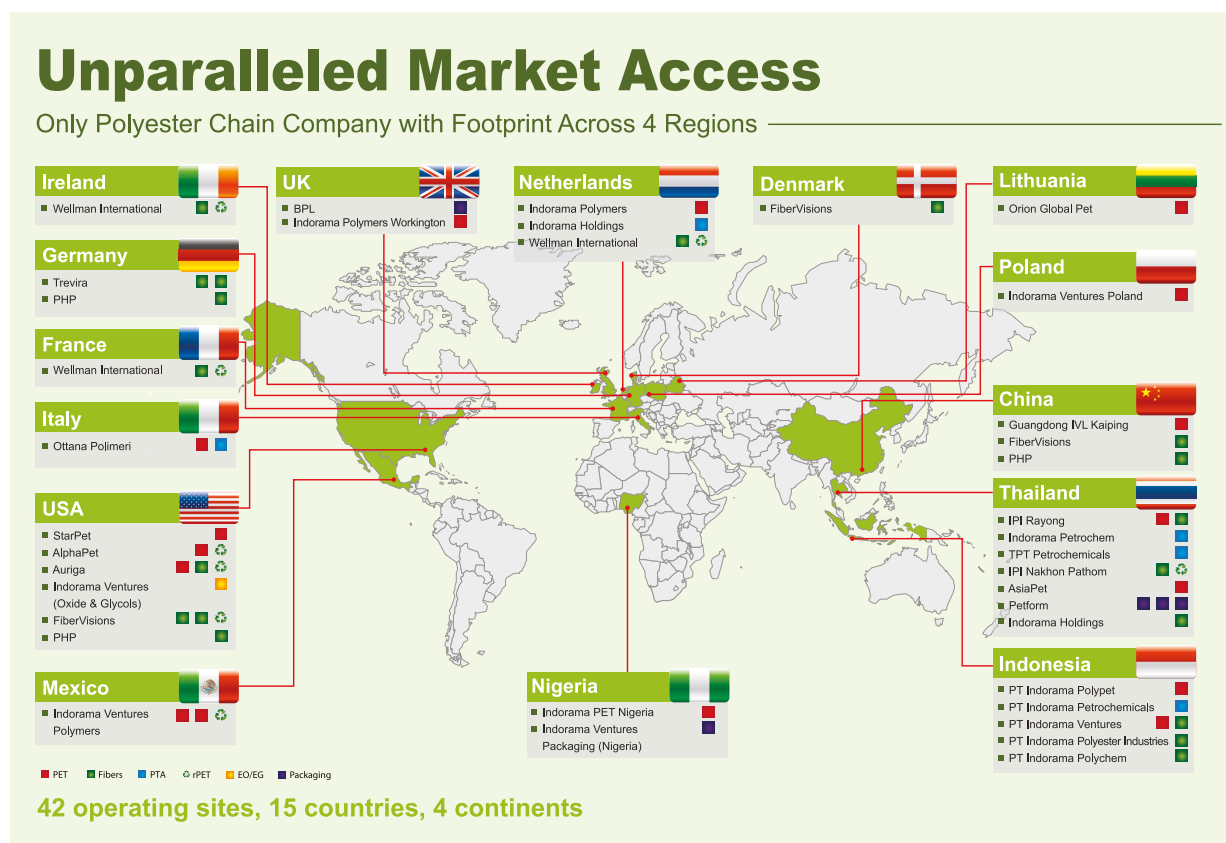 Unparalleled Market Access
Only Polyester Chain Company with Footprint Across 4 Regions
Ireland
Wellman International
Germany
Trevira
PHP
France
Wellman International
Italy
Ottana Polimeri
USA
StarPet
AlphaPet
Auriga
Indorama Ventures
(Oxide & Glycols)
FiberVisions
PHP
Mexico
Indorama Ventures
Polymers
UK
BPL
Indorama Polymers Workington
Netherlands
Indorama Polymers
Indorama Holdings
Wellman International
Denmark
FiberVisions
Lithuania
Orion Global Pet
Poland
Indorama Ventures Poland
China
Guangdong IVL Kaiping
FiberVisions
PHP
Thailand
IPI Rayong
Indorama Petrochem
TPT Petrochemicals
IPI Nakhon Pathom
AsiaPet
Petform
Indorama Holdings
Indonesia
PT Indorama Polypet
PT Indorama Petrochemicals
PT Indorama Ventures
PT Indorama Polyester Industries
PT Indorama Polychem
Nigeria
Indorama PET Nigeria
Indorama Ventures
Packaging (Nigeria)
PET Fibers PTA rPET EO/EG Packaging
42 operating sites, 15 countries, 4 continents